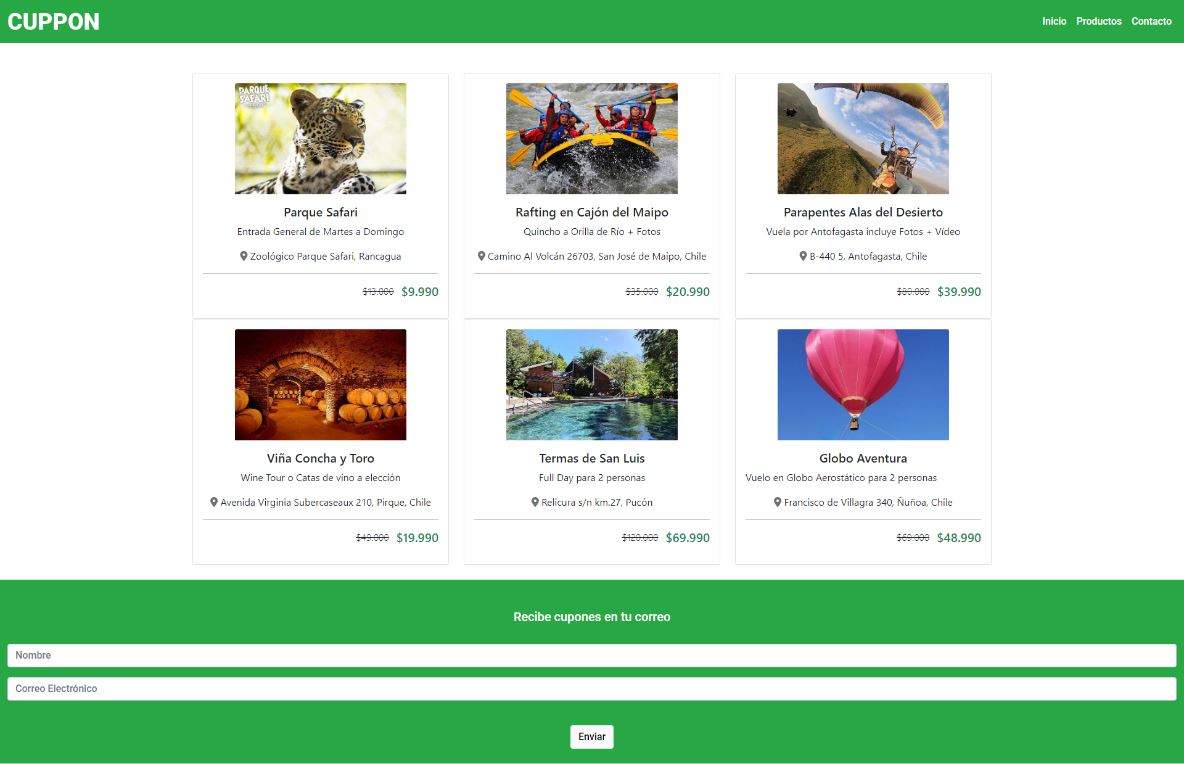 CUPPON
Inicio Productos Contacto
PARQUE
SAFARI
Parque Safari
Entrada General de Martes a Domingo
Zoológico Parque Safari, Rancagua
$13.000 $9.990
Rafting en Cajón del Maipo
Quincho a Orilla de Río + Fotos
Camino Al Volcán 26703, San José de Maipo, Chile
$35.000 $20.990
Parapentes Alas del Desierto
Vuela por Antofagasta incluye Fotos + Vídeo
B-440 5, Antofagasta, Chile
$80.000 $39.990
Viña Concha y Toro
Wine Tour o Catas de vino a elección
Avenida Virginia Subercaseaux 210, Pirque, Chile
$49.000 $19.990
Termas de San Luis
Full Day para 2 personas
Relicura s/n km.27, Pucón
$120.000 $69.990
Globo Aventura
Vuelo en Globo Aerostático para 2 personas
Francisco de Villagra 340, Ñuñoa, Chile
$60.000 $48.990
Recibe cupones en tu correo
Nombre
Correo Electrónico
Enviar